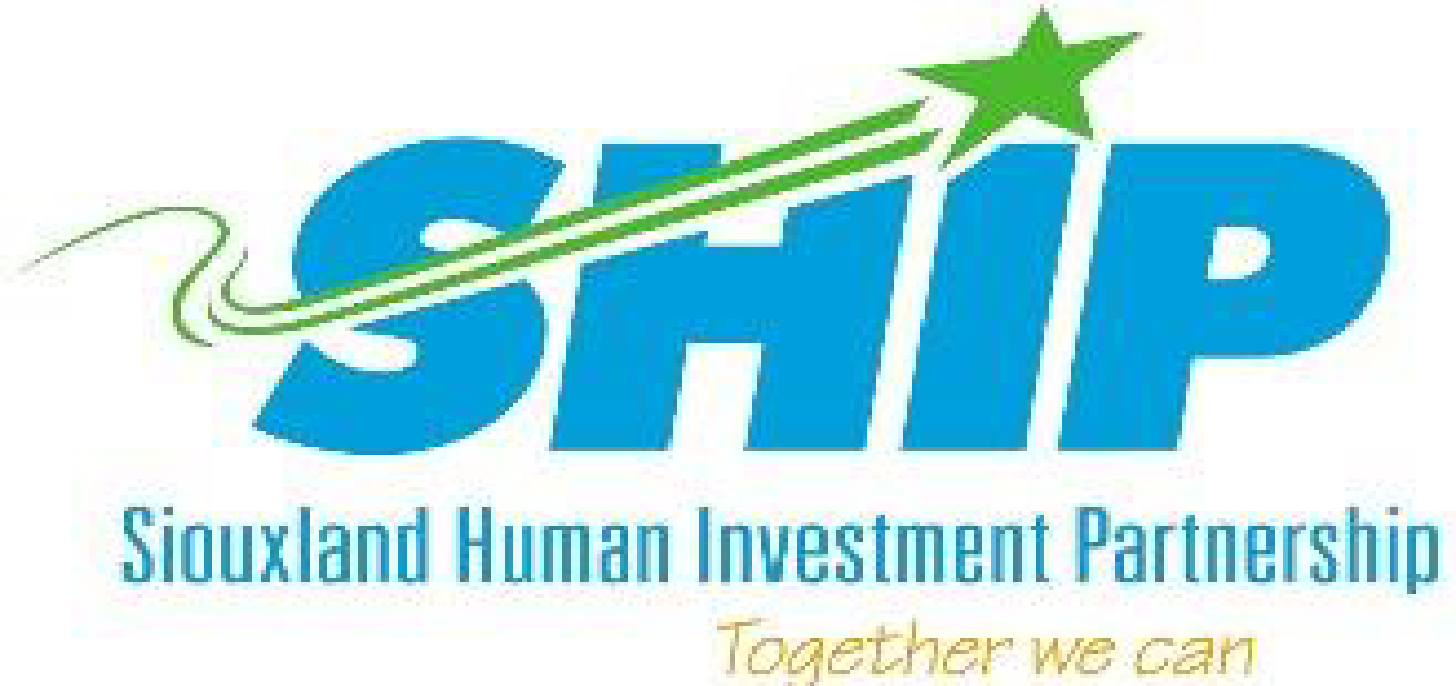 SHIP
Siouxland Human Investment Partnership
Together we can